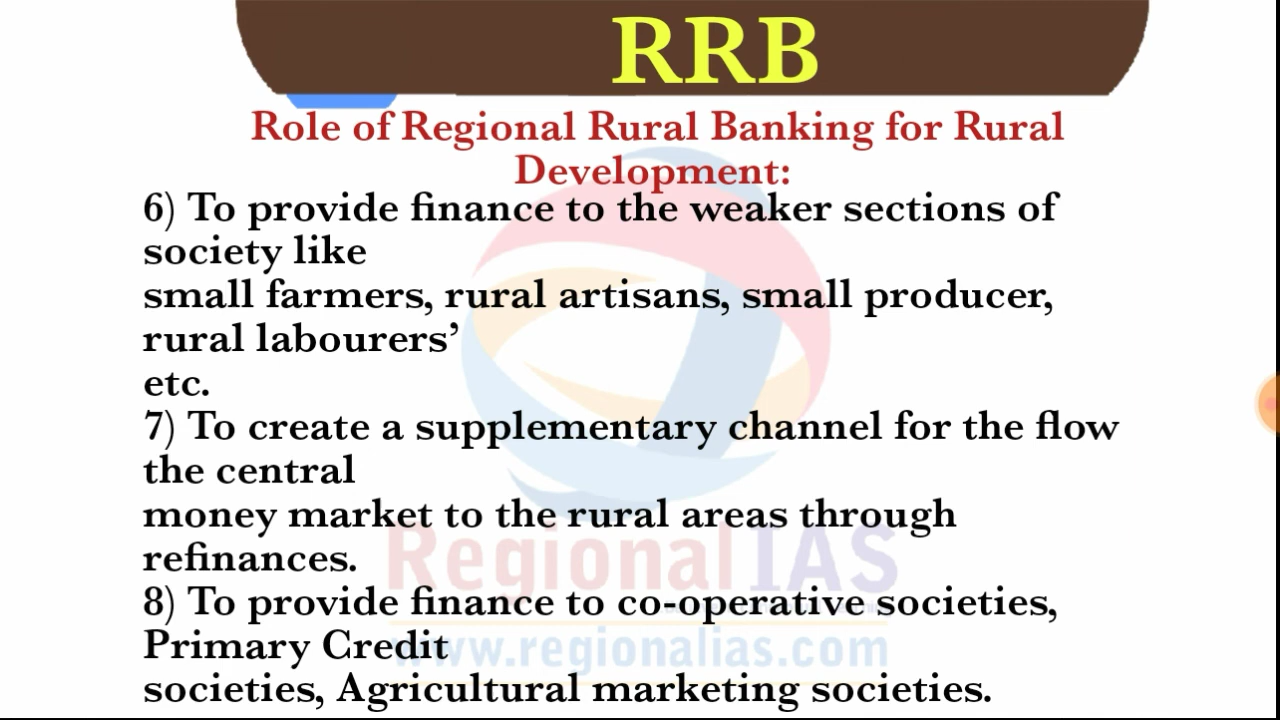 RRB
Role of Regional Rural Banking for Rural
Development:
6) To provide finance to the weaker sections of
society like
small farmers, rural artisans, small producer,
rural labourers’
etc.
7) To create a supplementary channel for the flow
the central
money market to the rural areas through
refinances.
Regional IAS
8) To provide finance to co-operative societies,
Primary Credit
www.regionalias.com
societies, Agricultural marketing societies.